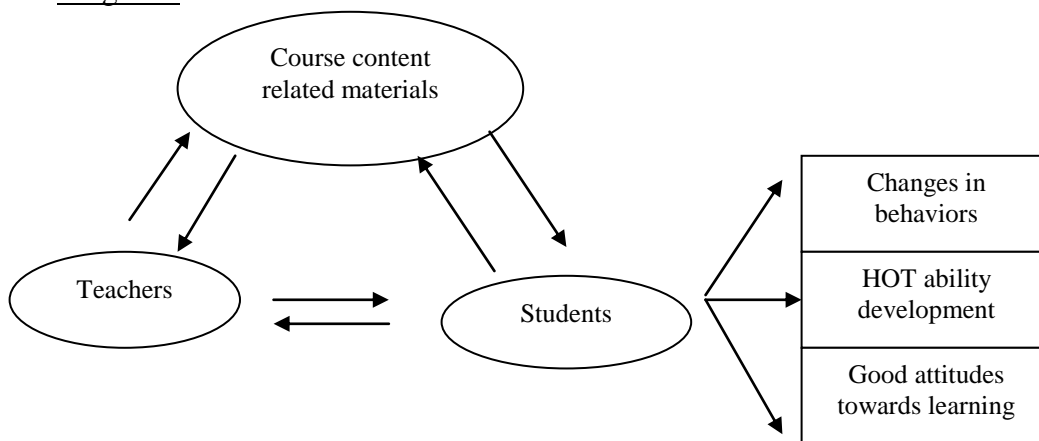 Course content
related materials
Changes in
behaviors
Teachers
HOT ability
development
Students
Good attitudes
towards learning